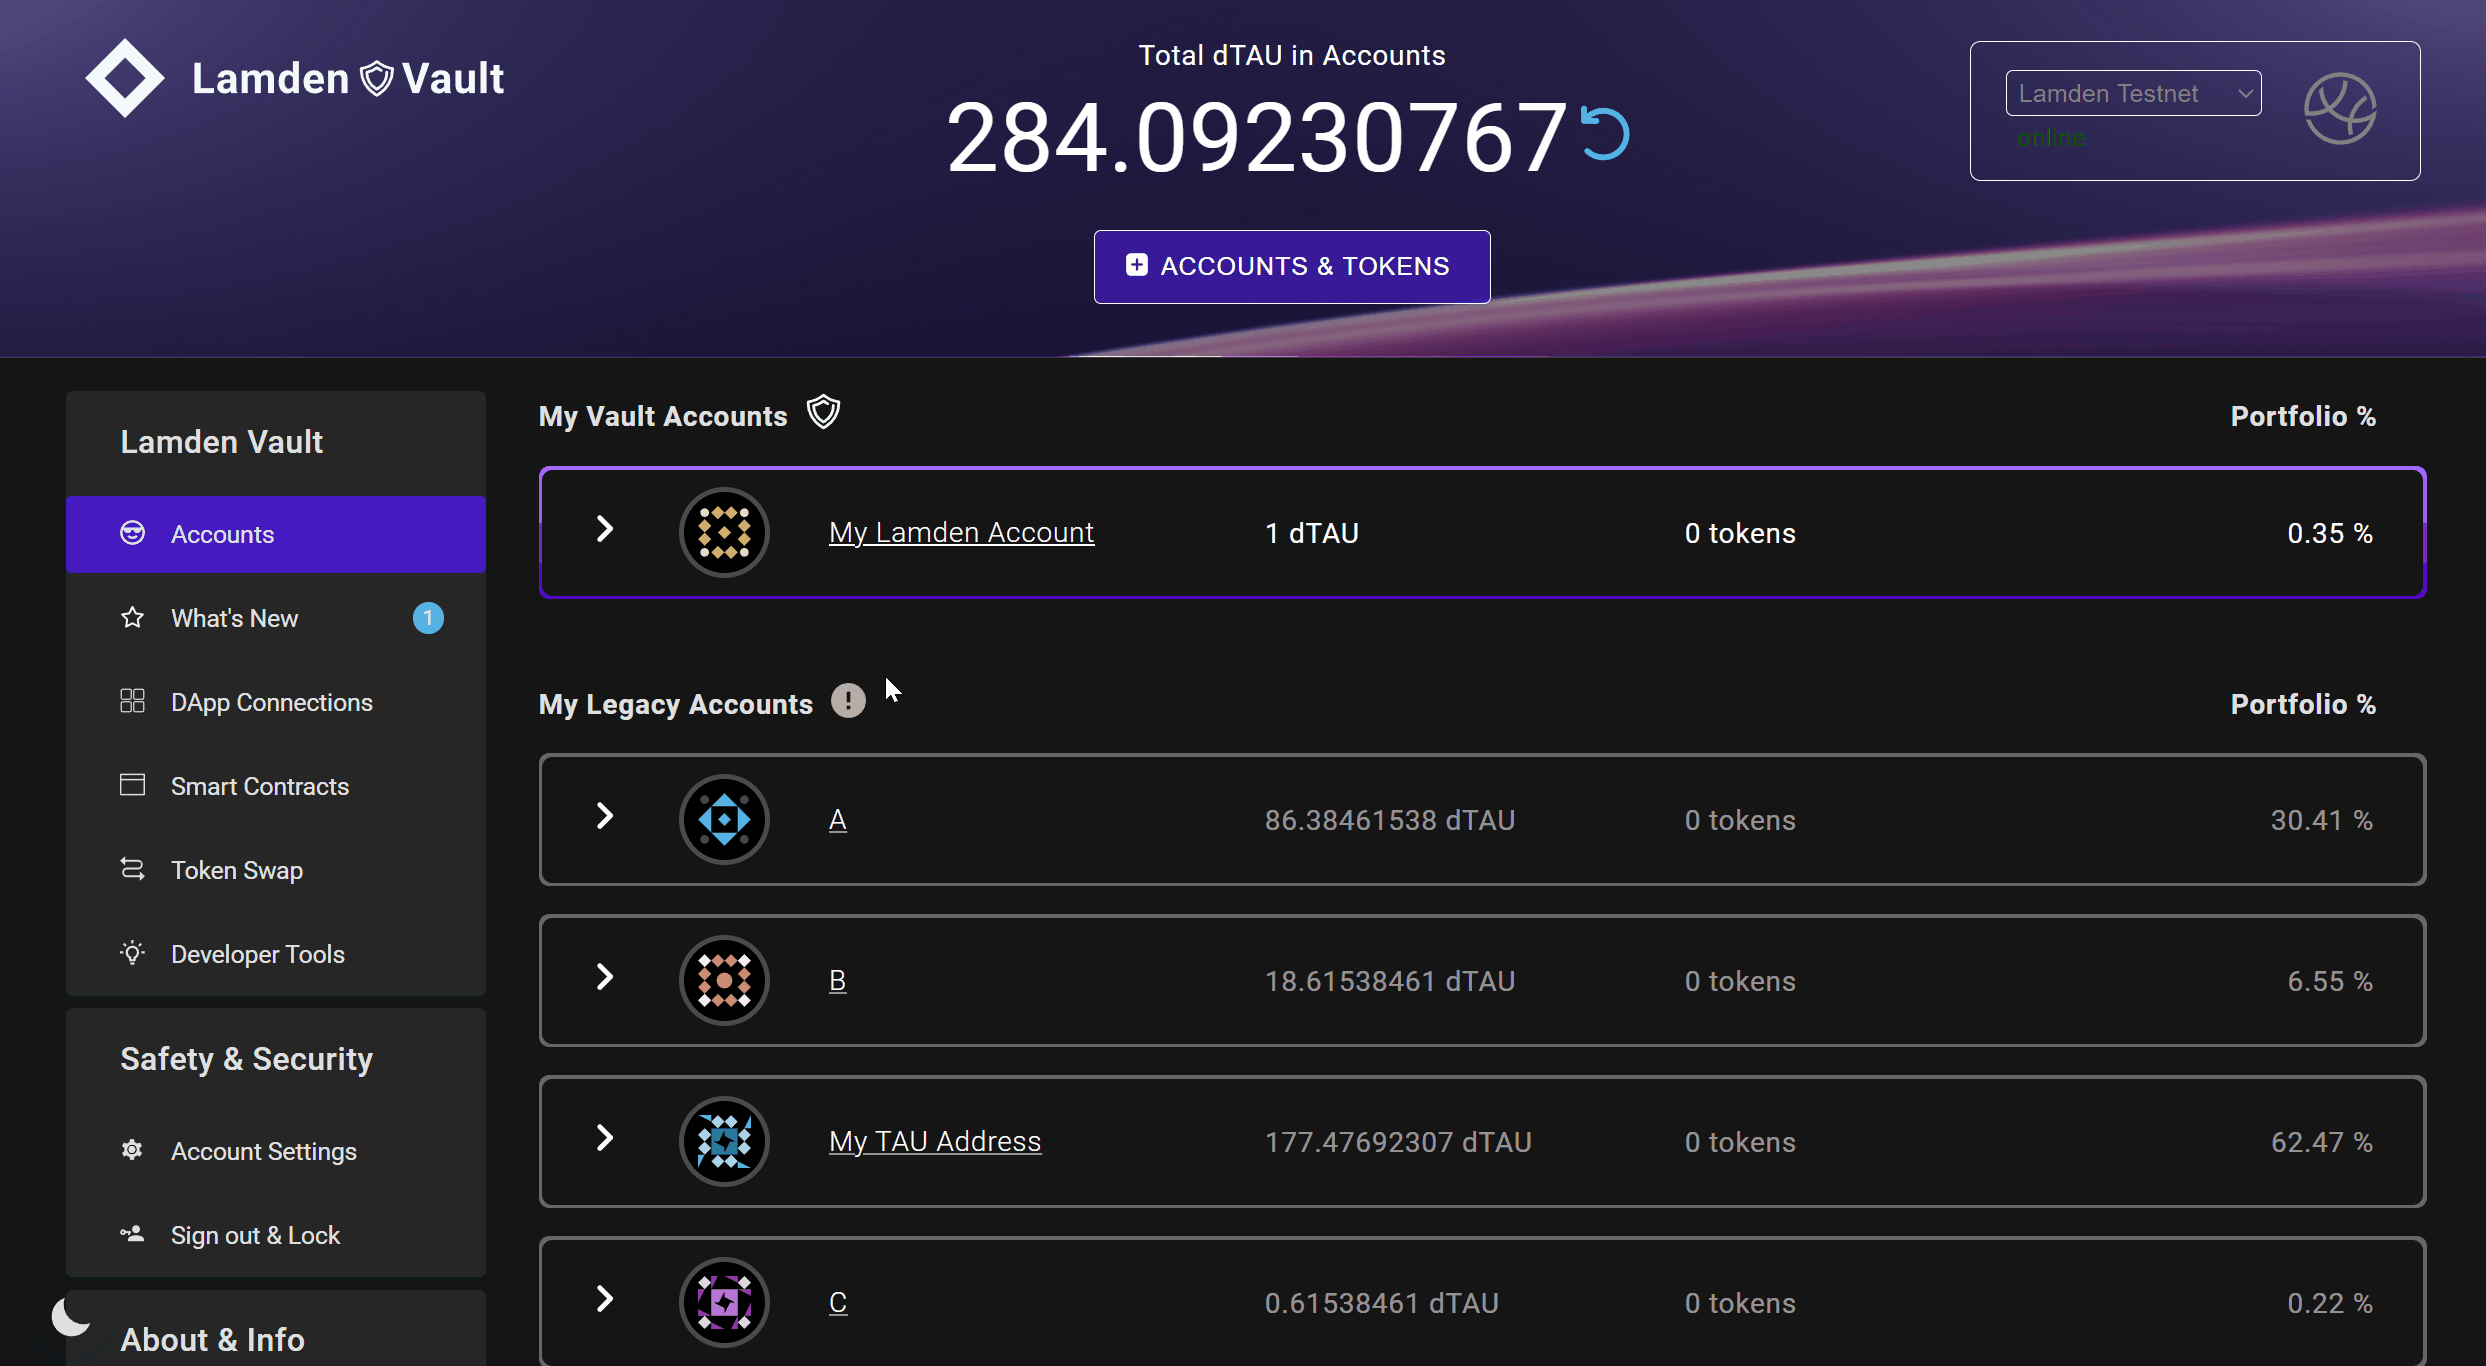 Lamden Vault
Total dTAU in Accounts
284.09230767
Lamden Testnet
online
ACCOUNTS & TOKENS
Lamden Vault
Accounts
What's New 1
DApp Connections
Smart Contracts
Token Swap
Developer Tools
Safety & Security
Account Settings
Sign out & Lock
About & Info
My Vault Accounts Portfolio %
My Lamden Account 1 dTAU 0 tokens 0.35 %
My Legacy Accounts ! Portfolio %
A 86.38461538 dTAU 0 tokens 30.41 %
B 18.61538461 dTAU 0 tokens 6.55 %
My TAU Address 177.47692307 dTAU 0 tokens 62.47 %
C 0.61538461 dTAU 0 tokens 0.22 %